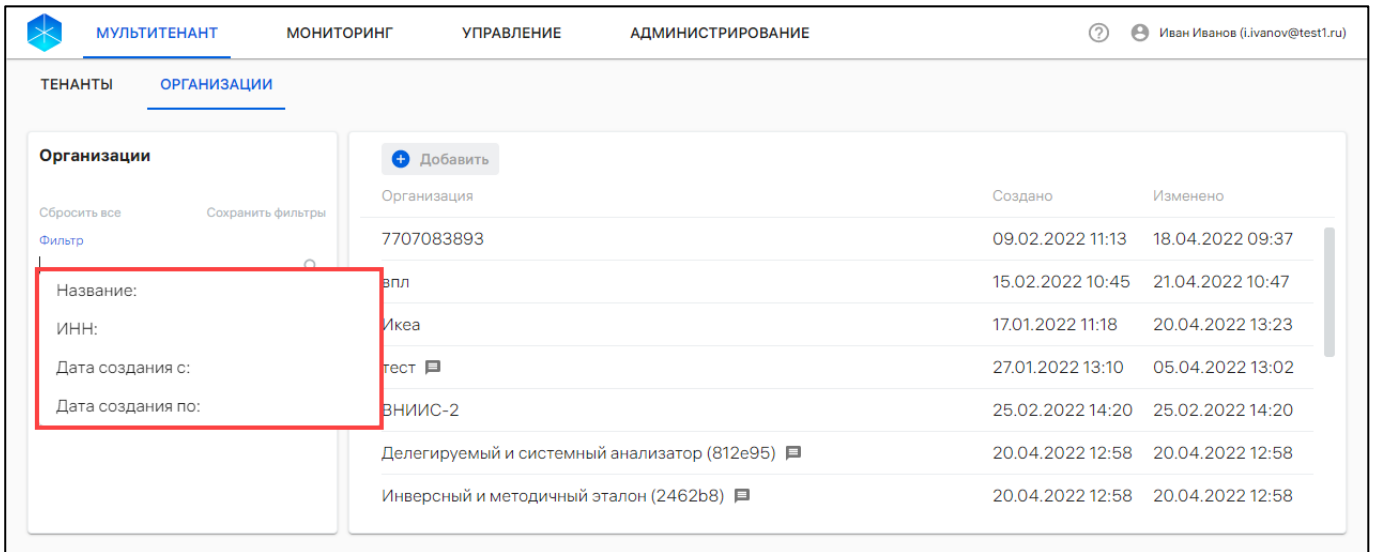 МУЛЬТИТЕНАНТ МОНИТОРИНГ УПРАВЛЕНИЕ АДМИНИСТРИРОВАНИЕ Иван Иванов (i.ivanov@test1.ru)
ТЕНАНТЫ ОРГАНИЗАЦИИ
Организации
Сбросить все Сохранить фильтры
Фильтр
Название:
ИНН:
Дата создания с:
Дата создания по:
Добавить
Организация Создано Изменено
7707083893 09.02.2022 11:13 18.04.2022 09:37
впл 15.02.2022 10:45 21.04.2022 10:47
Икеа 17.01.2022 11:18 20.04.2022 13:23
тест 27.01.2022 13:10 05.04.2022 13:02
ВНИИС-2 25.02.2022 14:20 25.02.2022 14:20
Делегируемый и системный анализатор (812e95) 20.04.2022 12:58 20.04.2022 12:58
Инверсный и методичный эталон (2462b8) 20.04.2022 12:58 20.04.2022 12:58